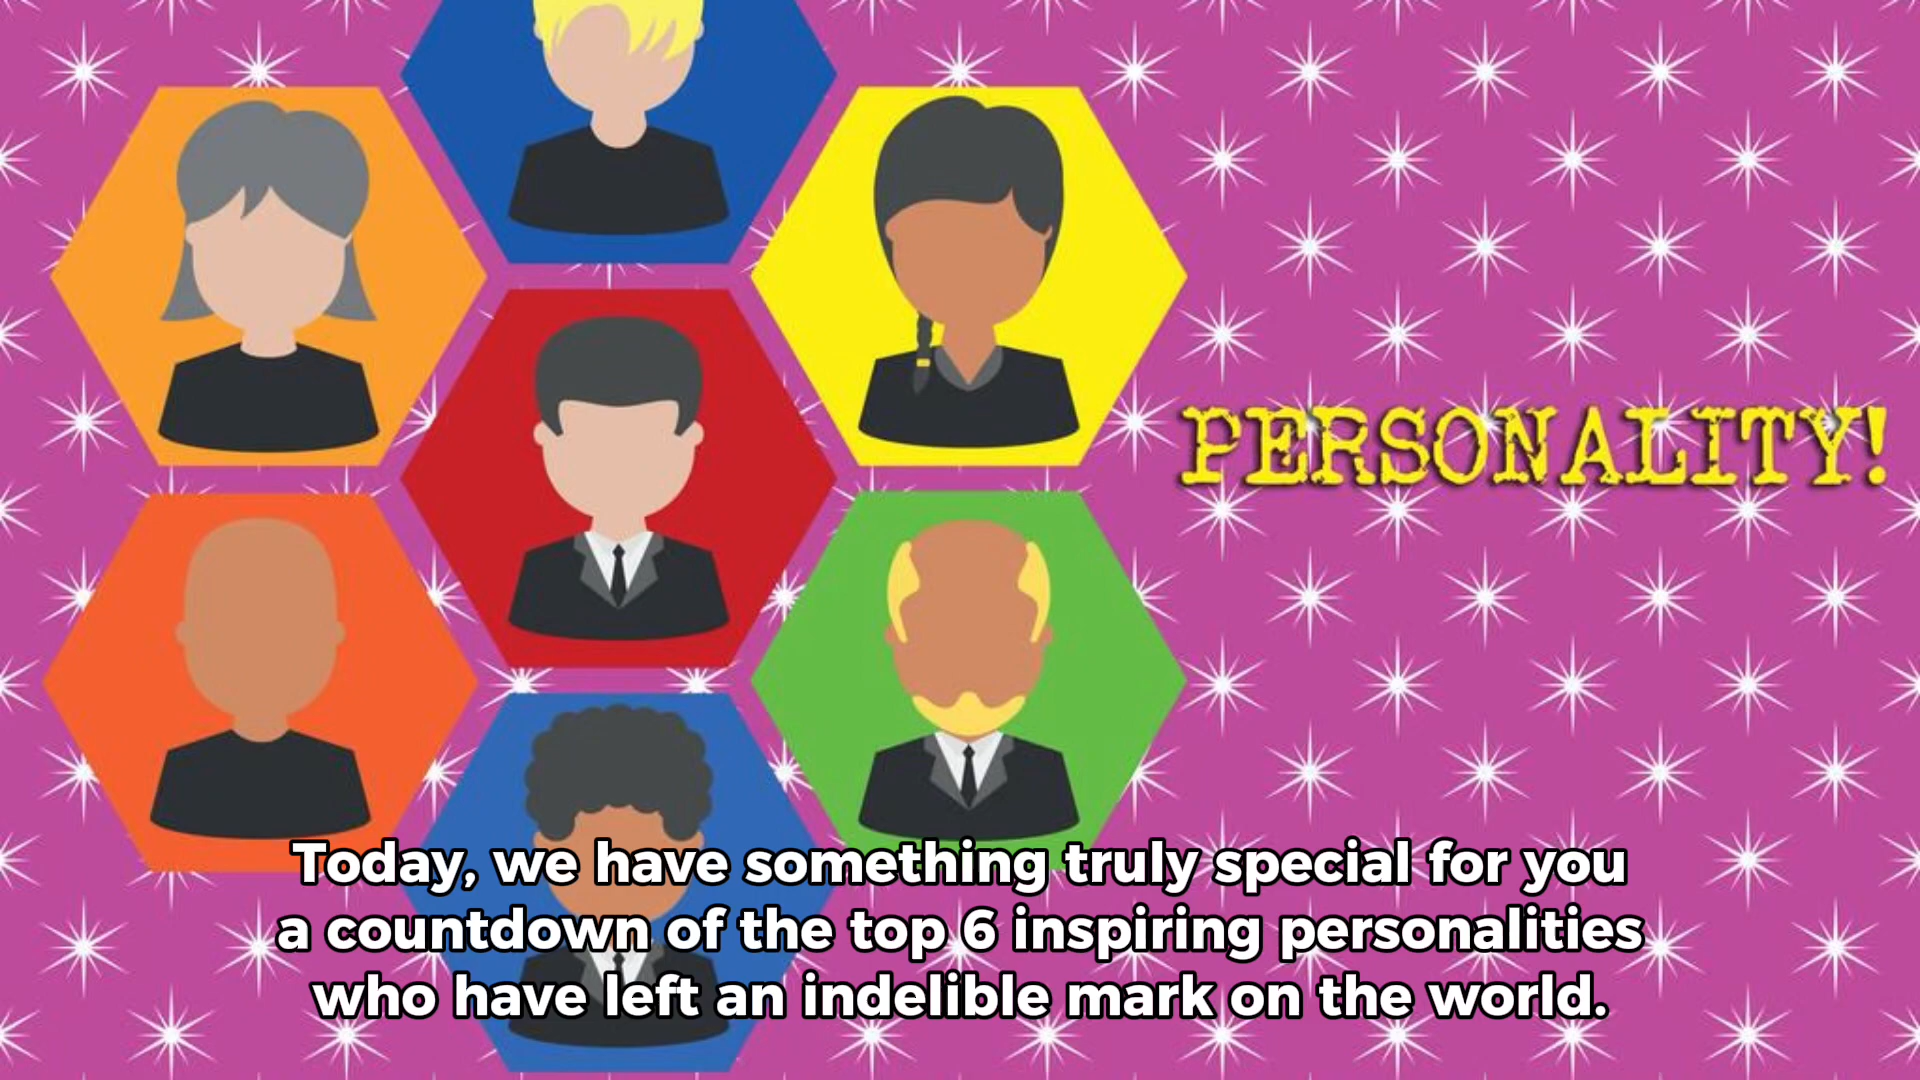 PERSONALITY!
Today, we have something truly special for you
a countdown of the top 6 inspiring personalities
who have left an indelible mark on the world.